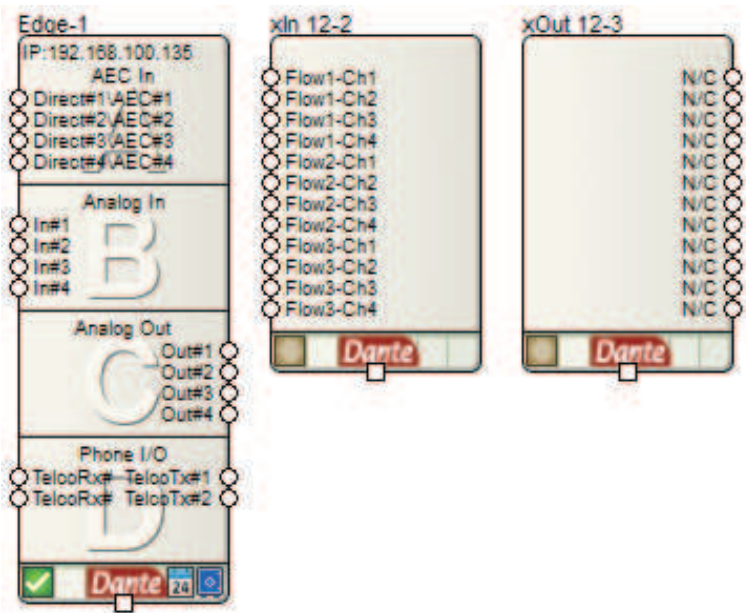 Edge-1
IP:192.168.100.135
AEC In
Direct#1\AEC#1
Direct#2\AEC#2
Direct#3\AEC#3
Direct#4\AEC#4
Analog In
In#1
In#2
In#3
In#4
B
Analog Out
Out#1
Out#2
Out#3
Out#4
C
Phone I/O
TelcoRx# TelcoTx#1
TelcoRx# TelcoTx#2
D
Dante 24
xIn 12-2
Flow1-Ch1
Flow1-Ch2
Flow1-Ch3
Flow1-Ch4
Flow2-Ch1
Flow2-Ch2
Flow2-Ch3
Flow2-Ch4
Flow3-Ch1
Flow3-Ch2
Flow3-Ch3
Flow3-Ch4
Dante
xOut 12-3
N/C
N/C
N/C
N/C
N/C
N/C
N/C
N/C
N/C
N/C
N/C
N/C
Dante